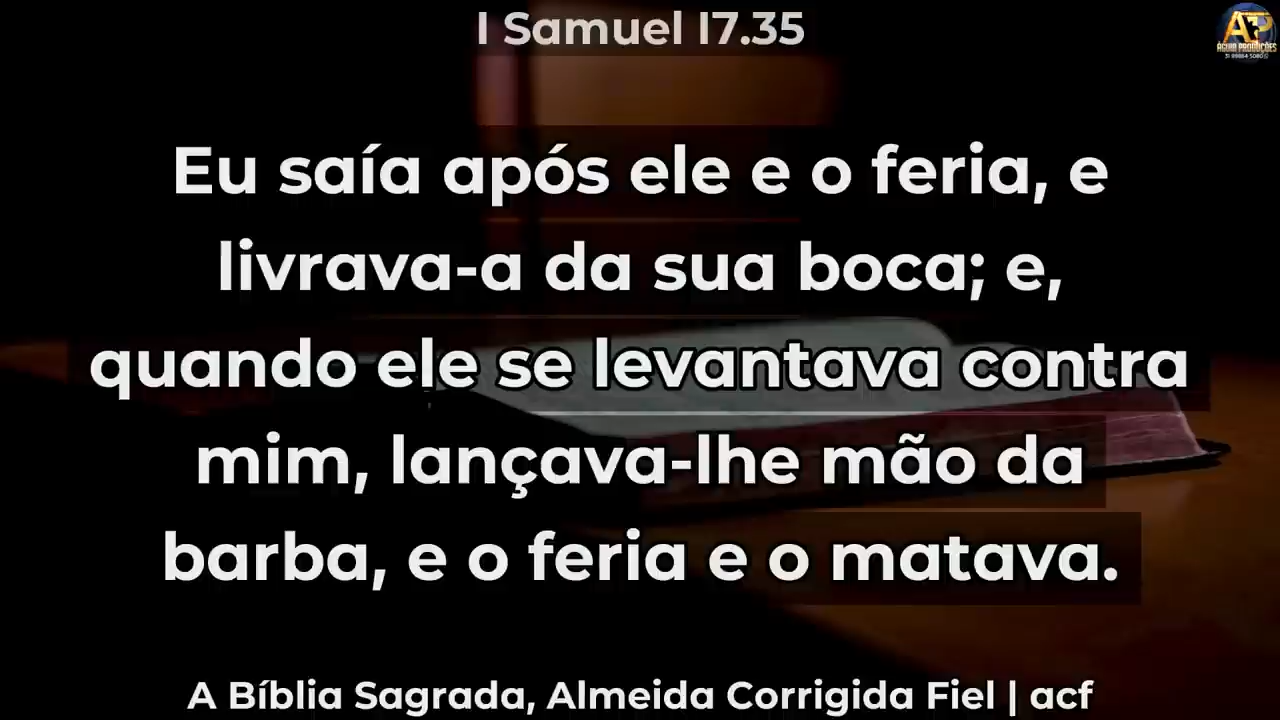 I Samuel I7.35
Eu saía após ele e o feria, e
livrava-a da sua boca; e,
quando ele se levantava contra
mim, lançava-lhe mão da
barba, e o feria e o matava.
A Bíblia Sagrada, Almeida Corrigida Fiel | acf